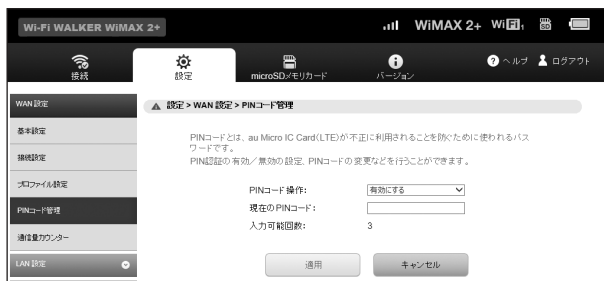 Wi-Fi WALKER WiMAX 2+
WiMAX 2+ WiFi1
接続
設定
microSD/メモリカード
バージョン
ヘルプ
ログアウト
WAN 設定
基本設定
接続設定
プロファイル設定
PINコード管理
通信量カウンター
LAN 設定
設定 > WAN 設定 > PINコード管理
PINコードとは、au Micro IC Card(LTE)が不正に利用されることを防ぐために使われるパス
ワードです。
PIN認証の有効/無効の設定、PINコードの変更などを行うことができます。
PINコード操作: 有効にする
現在のPINコード:
入力可能回数: 3
適用 キャンセル